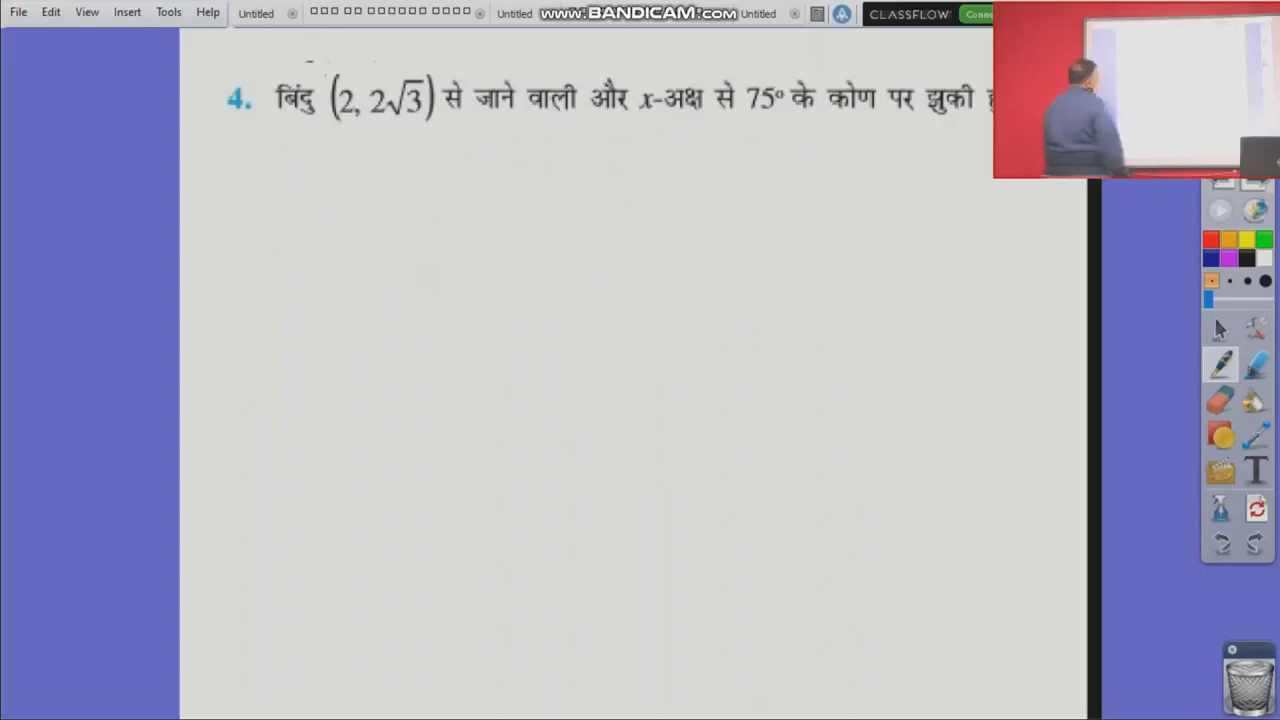 File Edit View Insert Tools Help Untitled Untitled www.BANDICAM.com Untitled CLASSFLOW
4. बिंदु (2, 2√3) से जाने वाली और x-अक्ष से 75° के कोण पर झुकी